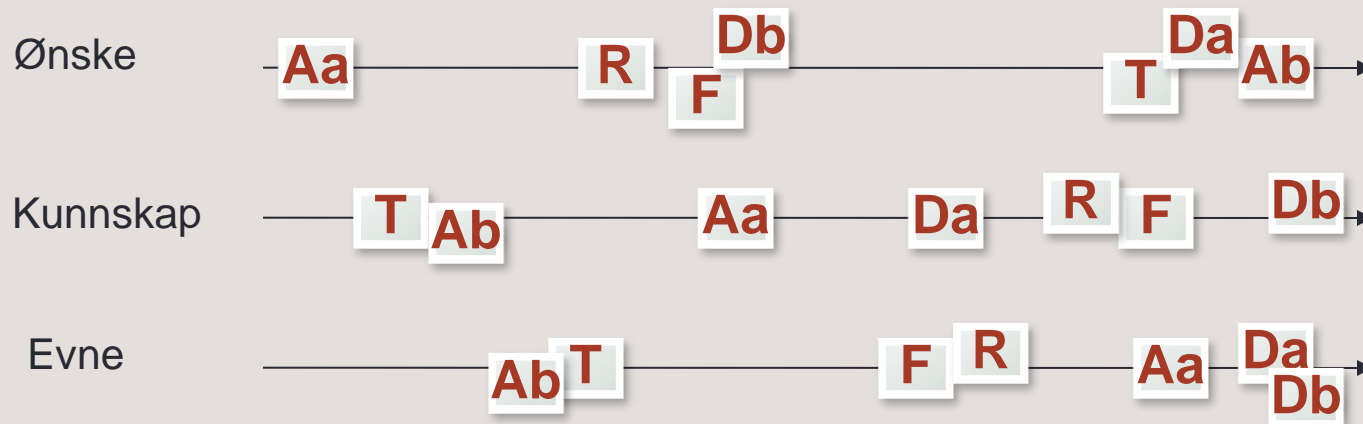 Ønske Aa R F Db T Da Ab
Kunnskap T Ab Aa Da R F Db
Evne Ab T F R Aa Da Db